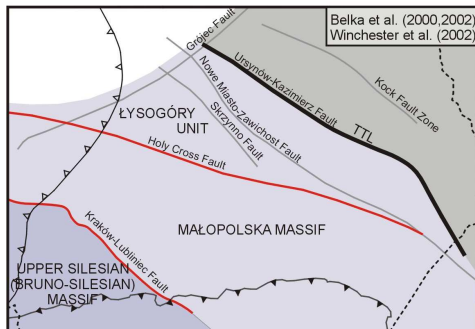 Belka et al. (2000,2002)
Winchester et al. (2002)
Grójec Fault
Ursynów-Kazimierz Fault
Kock Fault Zone
Nowe Miasto-Zawichost Fault
TTL
ŁYSOGÓRY
UNIT
Skrzynno Fault
Holy Cross Fault
MAŁOPOLSKA MASSIF
Kraków-Lubliniec Fault
UPPER SILESIAN
(BRUNO-SILESIAN)
MASSIF